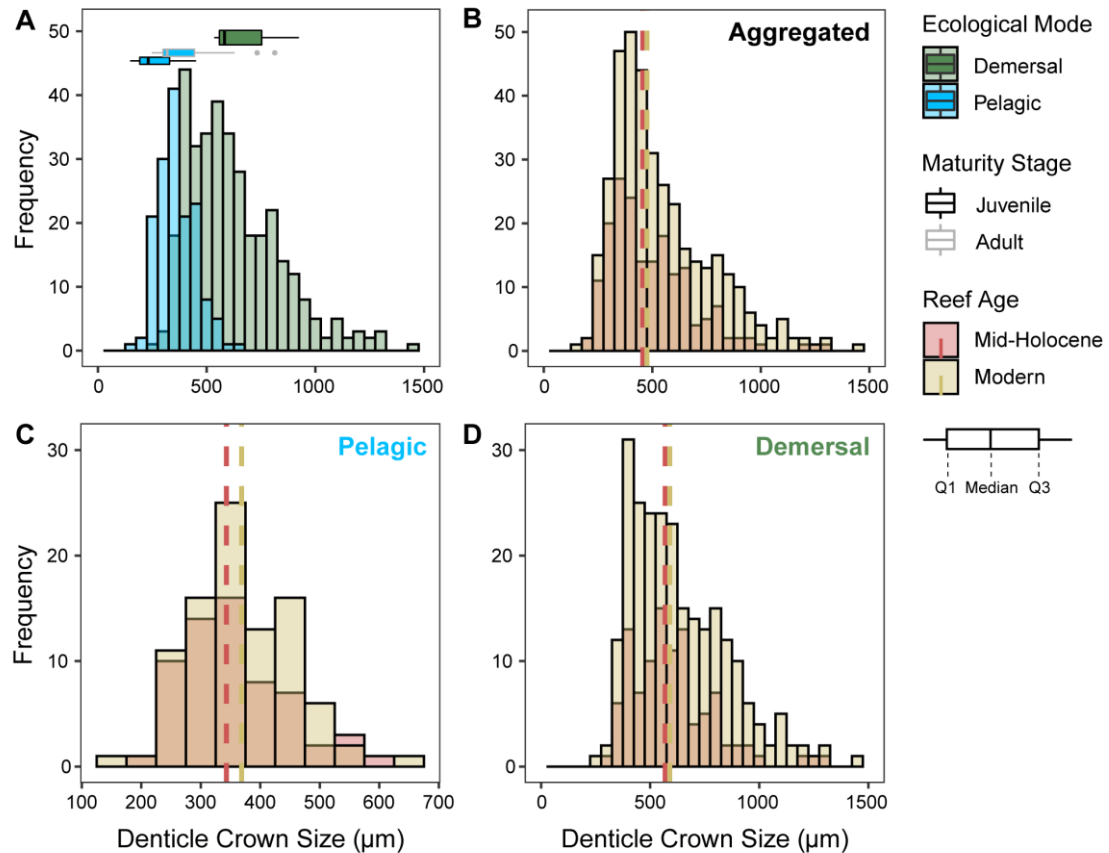 A
50
40
30
20
10
0
Frequency
0 500 1000 1500
B
Aggregated
50
40
30
20
10
0
0 500 1000 1500
Ecological Mode
Demersal
Pelagic
Maturity Stage
Juvenile
Adult
Reef Age
Mid-Holocene
Modern
Q1 Median Q3
C
Pelagic
30
20
10
0
Frequency
100 200 300 400 500 600 700
Denticle Crown Size (µm)
D
Demersal
30
20
10
0
0 500 1000 1500
Denticle Crown Size (µm)